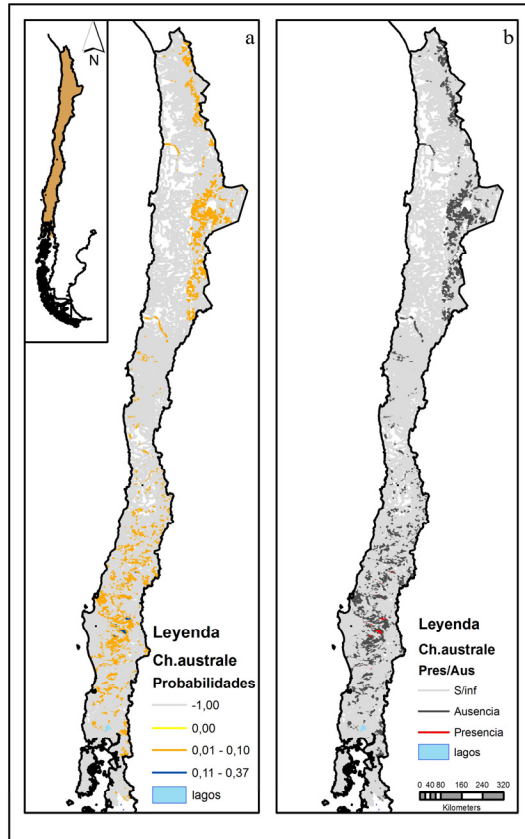 N
a
Leyenda
Ch.australe
Probabilidades
-1,00
0,00
0,01 - 0,10
0,11 - 0,37
lagos
b
Leyenda
Ch.australe
Pres/Aus
S/inf
Ausencia
Presencia
lagos
0 40 80 160 240 320
Kilometers